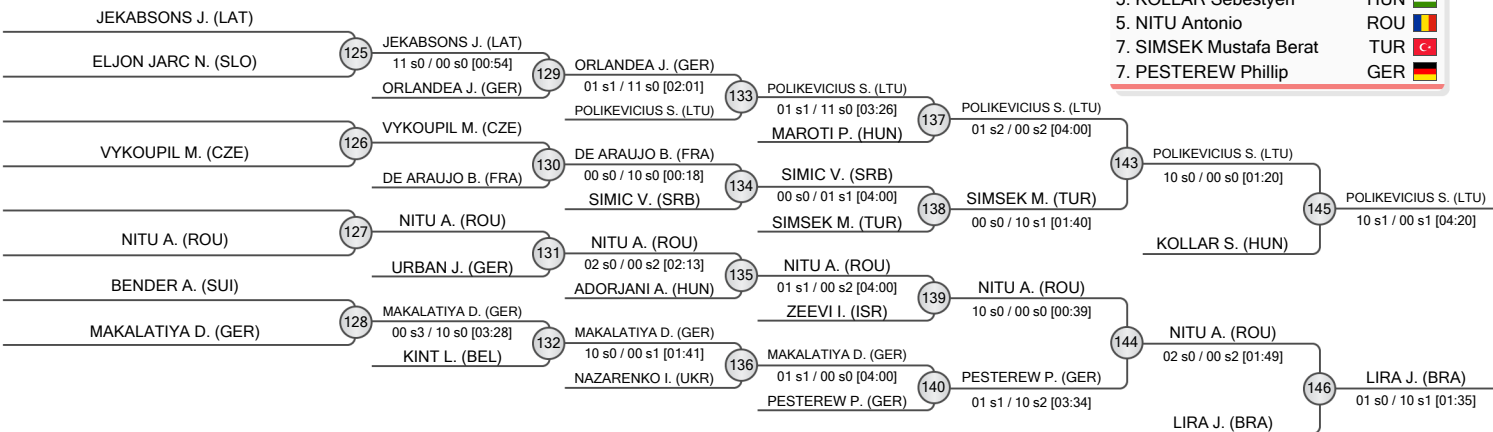 5. KOLLAR Sebestyen HUN
5. NITU Antonio ROU
7. SIMSEK Mustafa Berat TUR
7. PESTEREW Phillip GER
JEKABSONS J. (LAT)
ELJON JARC N. (SLO)
125
JEKABSONS J. (LAT)
11 s0 / 00 s0 [00:54]
ORLANDEA J. (GER)
129
ORLANDEA J. (GER)
01 s1 / 11 s0 [02:01]
POLIKEVICIUS S. (LTU)
133
POLIKEVICIUS S. (LTU)
01 s1 / 11 s0 [03:26]
MAROTI P. (HUN)
137
POLIKEVICIUS S. (LTU)
01 s2 / 00 s2 [04:00]
VYKOUPIL M. (CZE)
126
VYKOUPIL M. (CZE)
DE ARAUJO B. (FRA)
130
DE ARAUJO B. (FRA)
00 s0 / 10 s0 [00:18]
SIMIC V. (SRB)
134
SIMIC V. (SRB)
00 s0 / 01 s1 [04:00]
SIMSEK M. (TUR)
138
SIMSEK M. (TUR)
00 s0 / 10 s1 [01:40]
143
POLIKEVICIUS S. (LTU)
10 s0 / 00 s0 [01:20]
KOLLAR S. (HUN)
145
POLIKEVICIUS S. (LTU)
10 s1 / 00 s1 [04:20]
NITU A. (ROU)
127
NITU A. (ROU)
URBAN J. (GER)
131
NITU A. (ROU)
02 s0 / 00 s2 [02:13]
ADORJANI A. (HUN)
135
NITU A. (ROU)
01 s1 / 00 s2 [04:00]
ZEEVI I. (ISR)
139
NITU A. (ROU)
10 s0 / 00 s0 [00:39]
BENDER A. (SUI)
MAKALATIYA D. (GER)
128
MAKALATIYA D. (GER)
00 s3 / 10 s0 [03:28]
KINT L. (BEL)
132
MAKALATIYA D. (GER)
10 s0 / 00 s1 [01:41]
NAZARENKO I. (UKR)
136
MAKALATIYA D. (GER)
01 s1 / 00 s0 [04:00]
PESTEREW P. (GER)
140
PESTEREW P. (GER)
01 s1 / 10 s2 [03:34]
144
NITU A. (ROU)
02 s0 / 00 s2 [01:49]
LIRA J. (BRA)
146
LIRA J. (BRA)
01 s0 / 10 s1 [01:35]